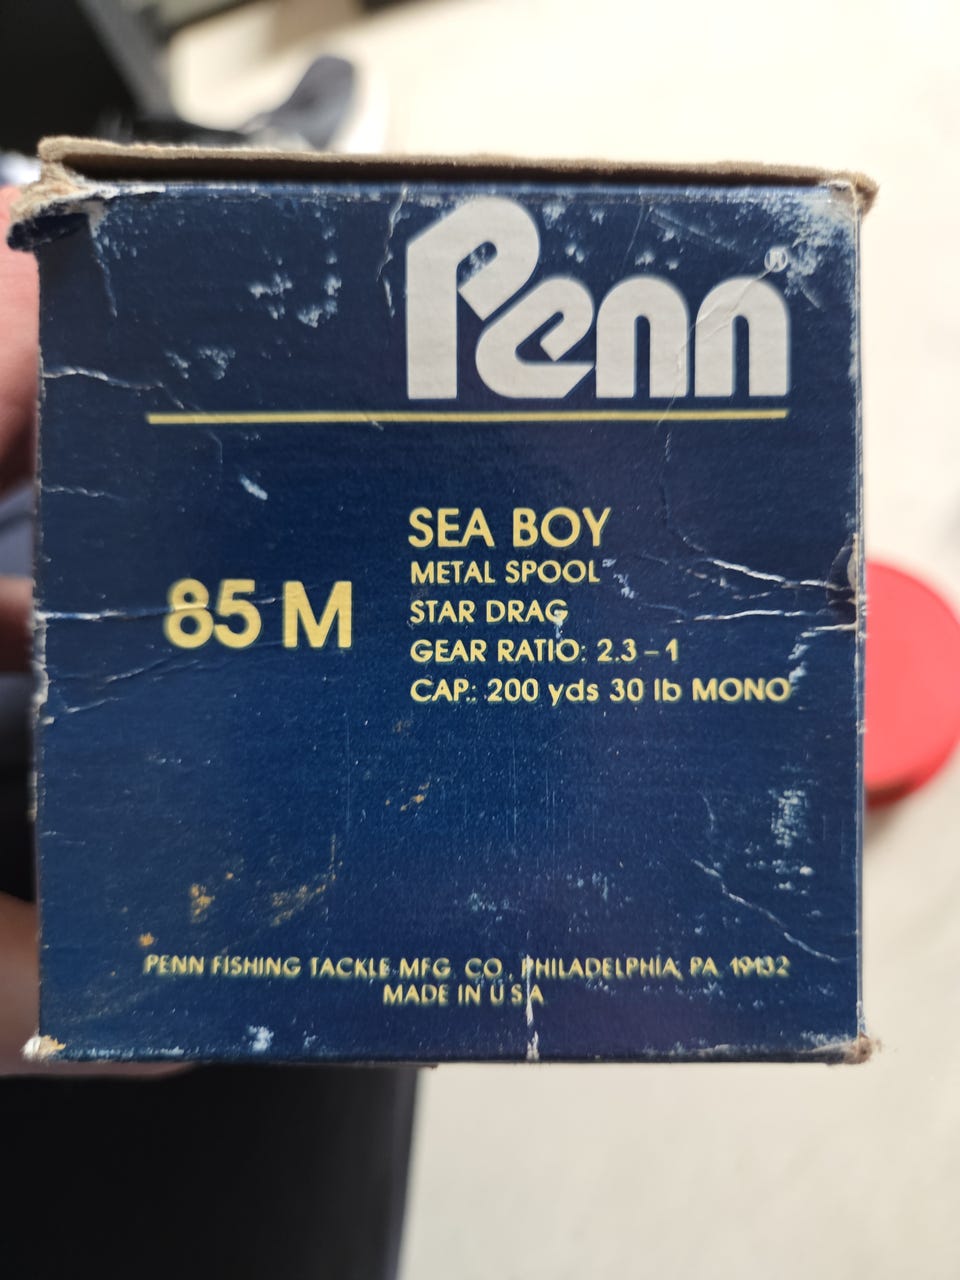 Penn®
SEA BOY
METAL SPOOL
85 M
STAR DRAG
GEAR RATIO: 2.3–1
CAP.: 200 yds 30 lb MONO
PENN FISHING TACKLE MFG. CO., PHILADELPHIA, PA. 19132
MADE IN U.S.A.